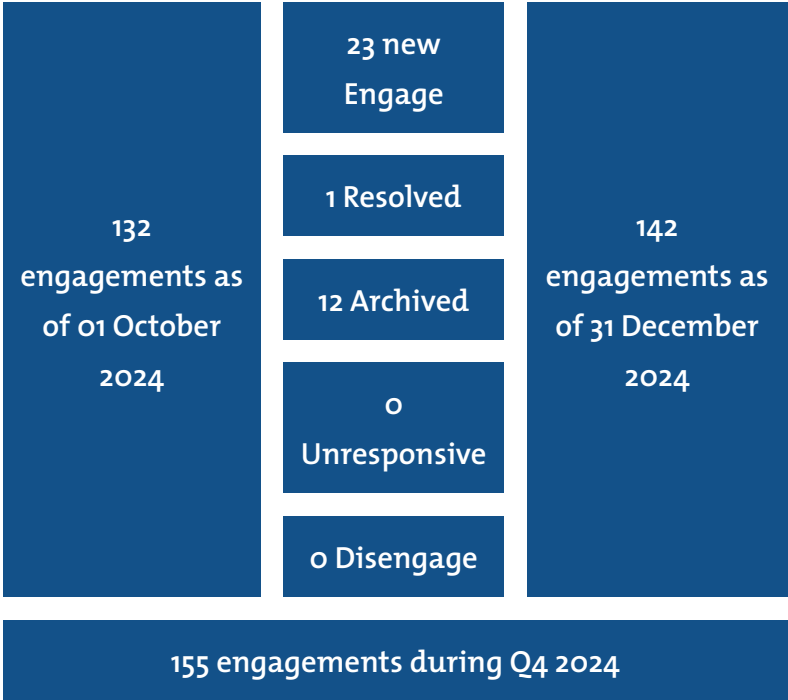 132
engagements as
of 01 October
2024
23 new
Engage
1 Resolved
12 Archived
0
Unresponsive
0 Disengage
142
engagements as
of 31 December
2024
155 engagements during Q4 2024